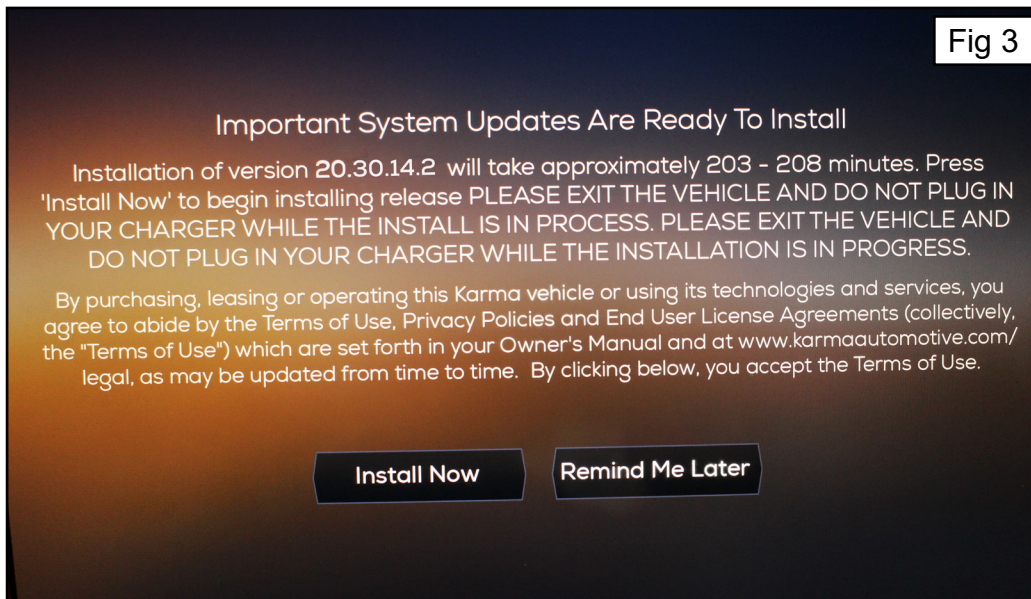 Fig 3
Important System Updates Are Ready To Install
Installation of version 20.30.14.2 will take approximately 203 - 208 minutes. Press
'Install Now' to begin installing release PLEASE EXIT THE VEHICLE AND DO NOT PLUG IN
YOUR CHARGER WHILE THE INSTALL IS IN PROCESS. PLEASE EXIT THE VEHICLE AND
DO NOT PLUG IN YOUR CHARGER WHILE THE INSTALLATION IS IN PROGRESS.
By purchasing, leasing or operating this Karma vehicle or using its technologies and services, you
agree to abide by the Terms of Use, Privacy Policies and End User License Agreements (collectively,
the "Terms of Use") which are set forth in your Owner's Manual and at www.karmaautomotive.com/
legal, as may be updated from time to time. By clicking below, you accept the Terms of Use.
Install Now
Remind Me Later